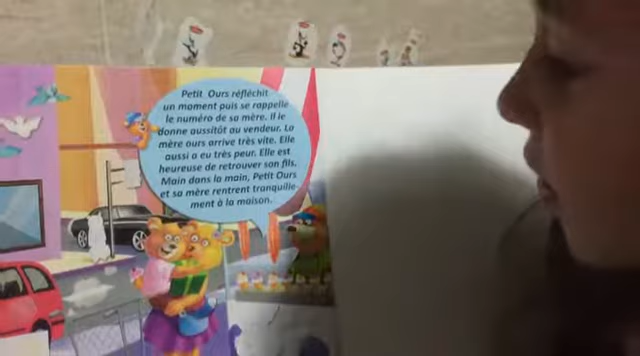 Petit Ours réfléchit
un moment puis se rappelle
le numéro de sa mère. Il le
donne aussitôt au vendeur. La
mère ours arrive très vite. Elle
aussi a eu très peur. Elle est
heureuse de retrouver son fils.
Main dans la main, Petit Ours
et sa mère rentrent tranquille-
ment à la maison.